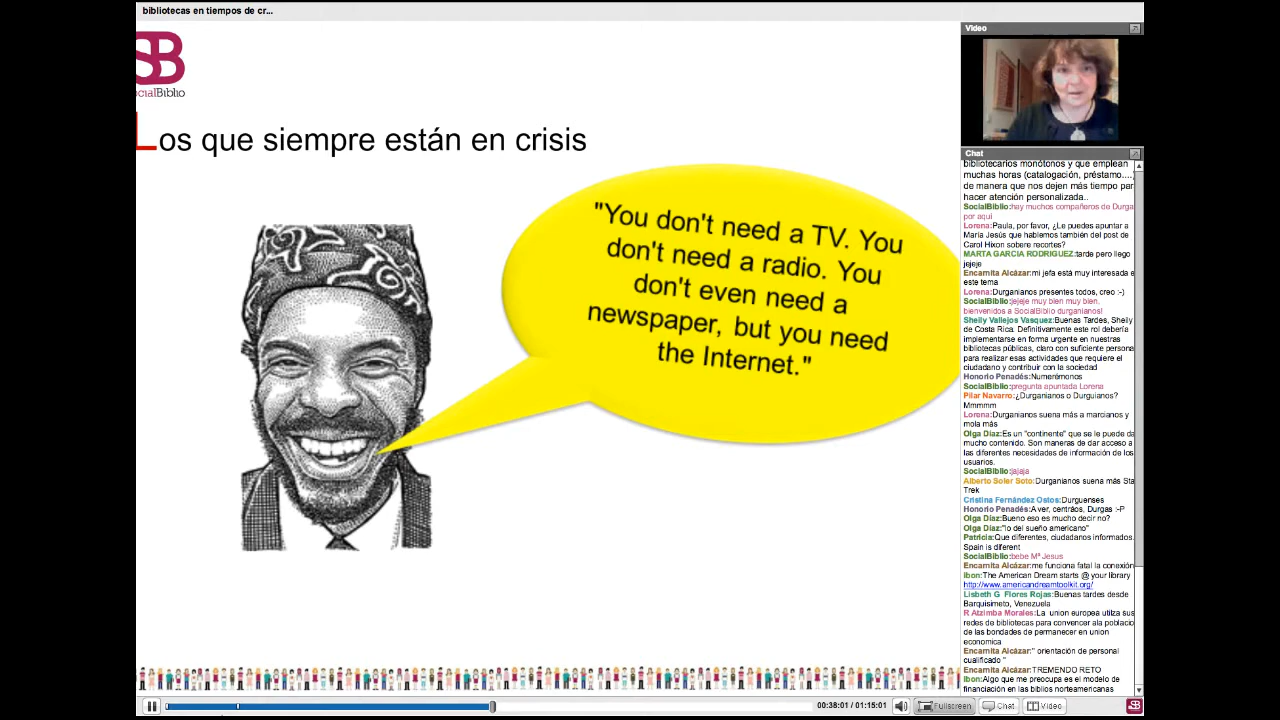 bibliotecas en tiempos de cr...
SB
ocialBiblio
Los que siempre están en crisis
"You don't need a TV. You
don't need a radio. You
don't even need a
newspaper, but you need
the Internet."
Video
Chat
bibliotecarios monótonos y que emplean
muchas horas (catalogación, préstamo....)
de manera que nos dejen más tiempo par
hacer atención personalizada..
SocialBiblio:hay muchos compañeros de Durga
por aqui
Lorena:Paula, por favor, ¿Le puedes apuntar a
María Jesús que hablemos también del post de
Carol Hixon sobere recortes?
MARTA GARCIA RODRIGUEZ:tarde pero llego
jejeje
Encarnita Alcázar:mi jefa está muy interesada e
este tema
Lorena:Durganianos presentes todos, creo :-)
SocialBiblio:jejeje muy bien muy bien.
bienvenidos a SocialBiblio durganianos!
Shelly Vallejos Vasquez:Buenas Tardes, Shelly
de Costa Rica. Definitivamente este rol debería
implementarse en forma urgente en nuestras
bibliotecas públicas, claro con suficiente persona
para realizar esas actividades que requiere el
ciudadano y contribuir con la sociedad
Honorio Penadés:Numerémonos
SocialBiblio:pregunta apuntada Lorena
Pilar Navarro:¿Durganianos o Durguianos?
Mmmmm
Lorena:Durganianos suena más a marcianos y
mola más
Olga Díaz:Es un "continente" que se le puede da
mucho contenido. Son maneras de dar acceso a
las diferentes necesidades de información de los
usuarios.
SocialBiblio:jajaja
Alberto Soler Soto:Durganianos suena más Sta
Trek
Cristina Fernández Ostos:Durguenses
Honorio Penadés:A ver, centráos, Durgas :-P
Olga Díaz:Bueno eso es mucho decir no?
Olga Díaz:"lo del sueño americano"
Patricia:Que diferentes, ciudadanos informados.
Spain is diferent
SocialBiblio:bebe Mª Jesus
Encarnita Alcázar:me funciona fatal la conexión
ibon:The American Dream starts @ your library
http://www.americandreamtoolkit.org/
Lisbeth G Flores Rojas:Buenas tardes desde
Barquisimeto, Venezuela
R Atzimba Morales:La union europea utilza sus
redes de bibliotecas para convencer ala població
de las bondades de permanecer en union
economica
Encarnita Alcázar:" orientación de personal
cualificado "
Encarnita Alcázar:TREMENDO RETO
Ibon:Algo que me preocupa es el modelo de
financiación en las biblios norteamericanas
00:38:01 / 01:15:01
Fullscreen
Chat
Video
SB